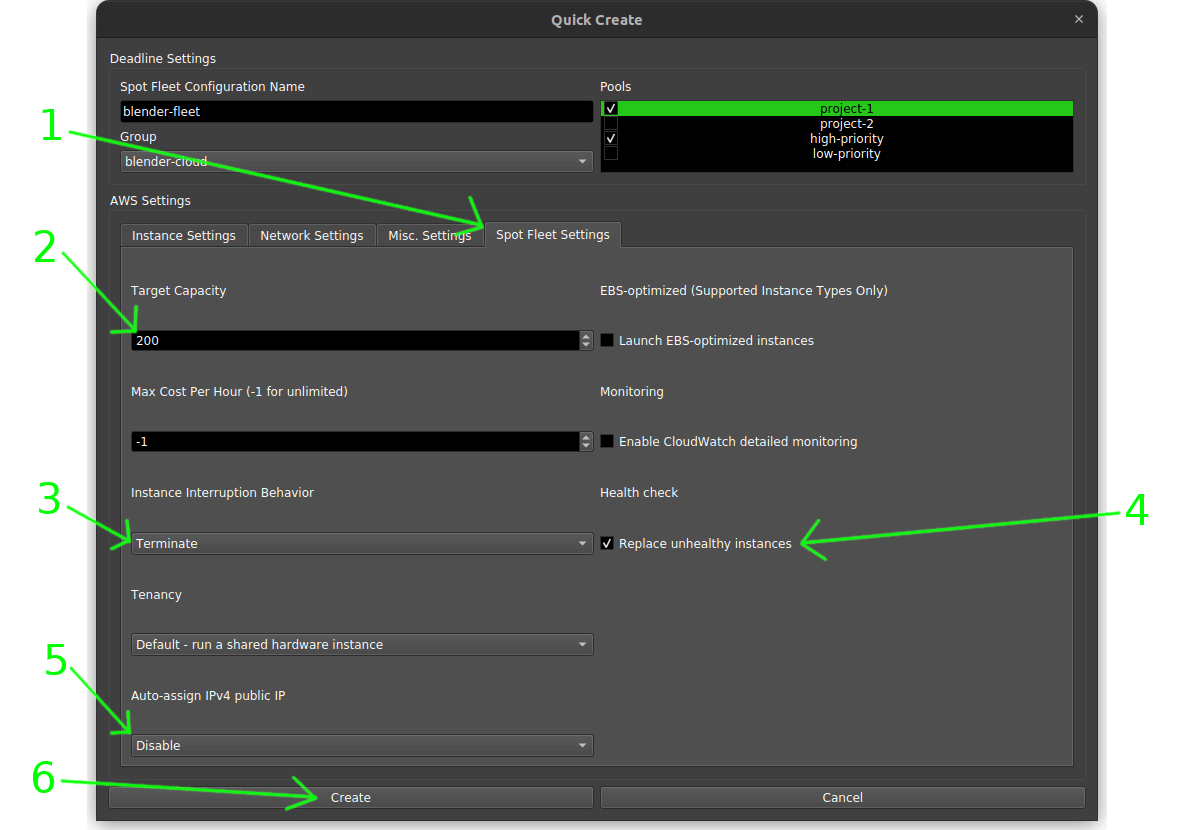 Quick Create
Deadline Settings
Spot Fleet Configuration Name
Pools
blender-fleet
project-1
project-2
high-priority
low-priority
1
Group
blender-cloud
AWS Settings
Instance Settings
Network Settings
Misc. Settings
Spot Fleet Settings
2
Target Capacity
EBS-optimized (Supported Instance Types Only)
200
Launch EBS-optimized instances
Max Cost Per Hour (-1 for unlimited)
Monitoring
-1
Enable CloudWatch detailed monitoring
Instance Interruption Behavior
Health check
3
4
Terminate
Replace unhealthy instances
Tenancy
Default - run a shared hardware instance
5
Auto-assign IPv4 public IP
Disable
6
Create
Cancel